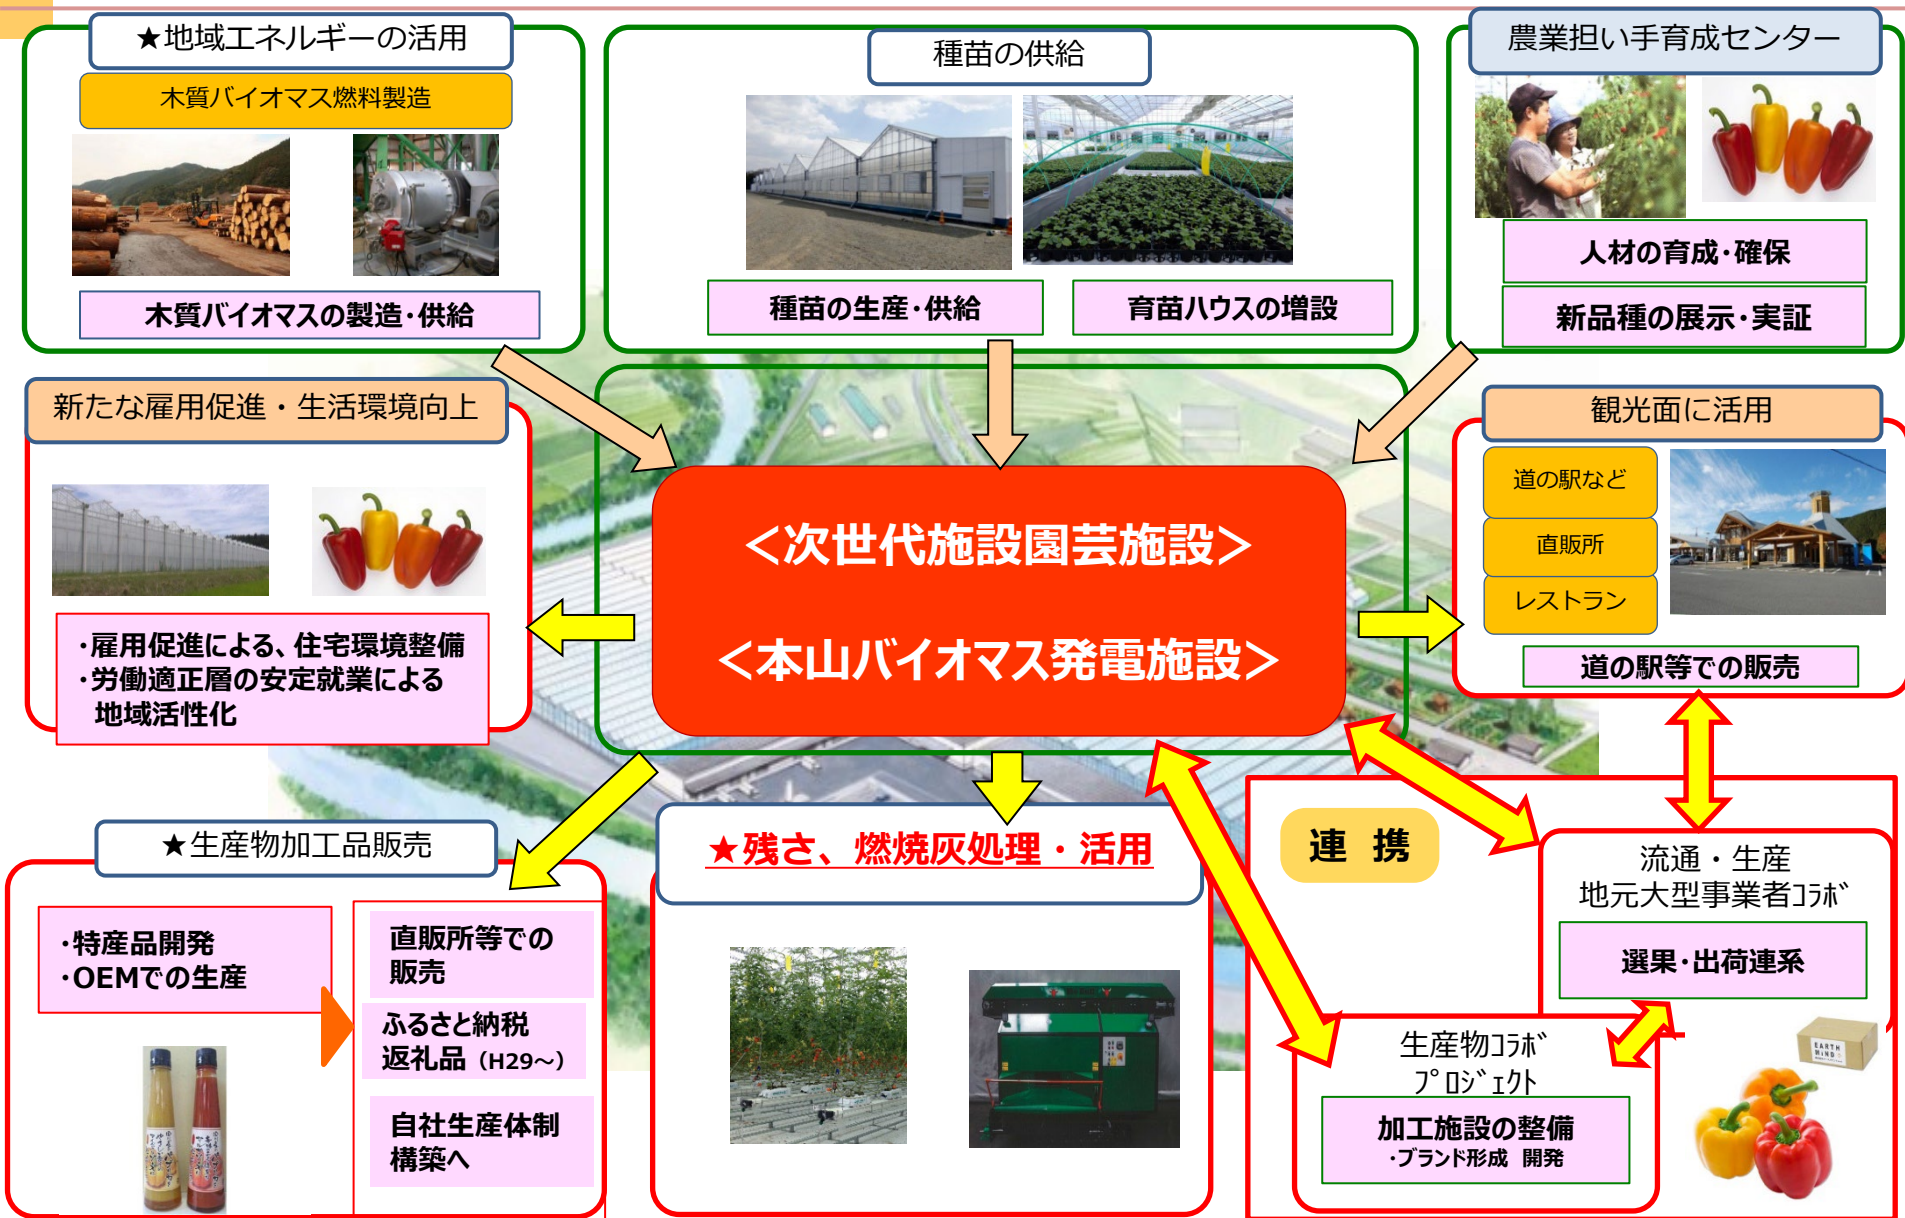 ★地域エネルギーの活用
木質バイオマス燃料製造
木質バイオマスの製造・供給
種苗の供給
種苗の生産・供給
育苗ハウスの増設
農業担い手育成センター
人材の育成・確保
新品種の展示・実証
新たな雇用促進・生活環境向上
・雇用促進による、住宅環境整備
・労働適正層の安定就業による
地域活性化
＜次世代施設園芸施設＞
＜本山バイオマス発電施設＞
観光面に活用
道の駅など
直販所
レストラン
道の駅等での販売
★生産物加工品販売
・特産品開発
・OEMでの生産
直販所等での
販売
ふるさと納税
返礼品（H29～）
自社生産体制
構築へ
★残さ、燃焼灰処理・活用
連 携
流通・生産
地元大型事業者ｺﾗﾎﾞ
選果・出荷連系
生産物ｺﾗﾎﾞ
ﾌﾟﾛｼﾞｪｸﾄ
加工施設の整備
・ブランド形成 開発
EARTH
WIND